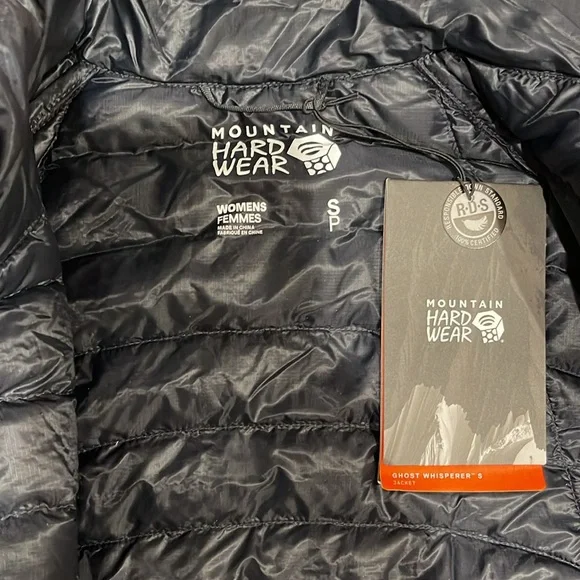 MOUNTAIN
HARD
WEAR
WOMENS
FEMMES
MADE IN CHINA
FABRIQUÉ EN CHINE
S
P
RESPONSIBLE DOWN STANDARD
R·D·S
100% CERTIFIED
MOUNTAIN
HARD
WEAR
GHOST WHISPERER™ S
JACKET